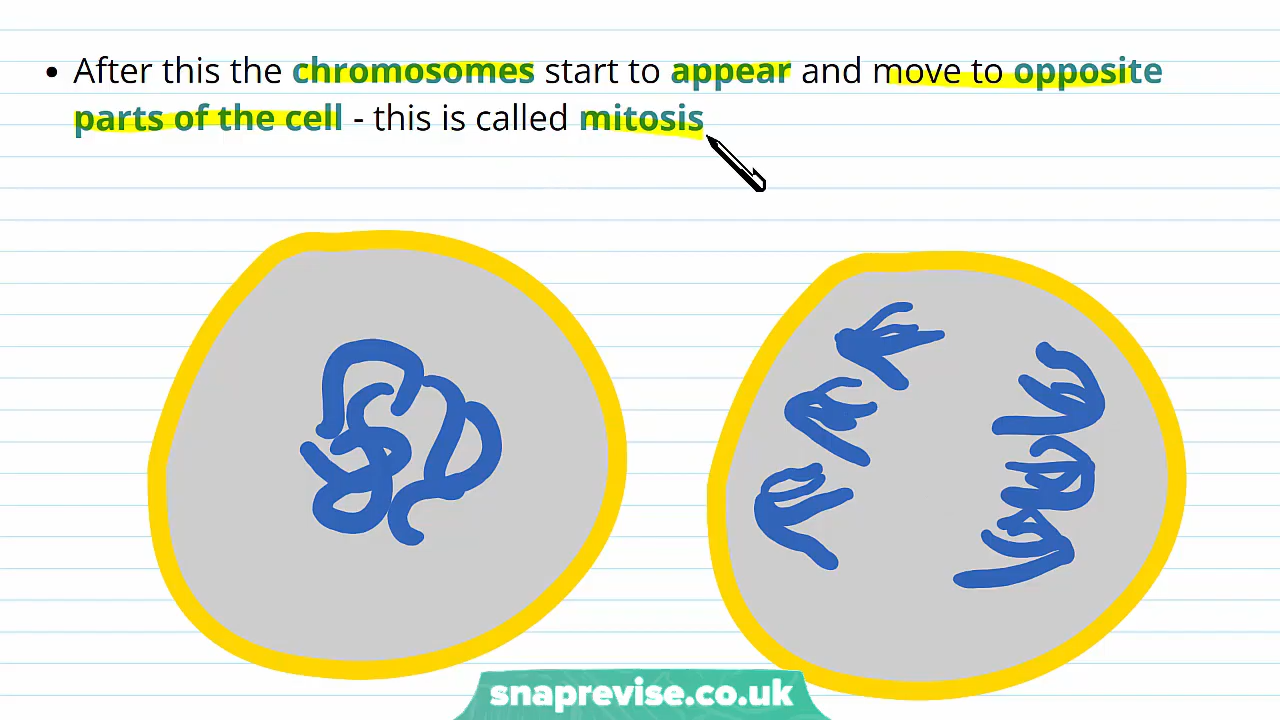 • After this the chromosomes start to appear and move to opposite
parts of the cell - this is called mitosis
snaprevise.co.uk